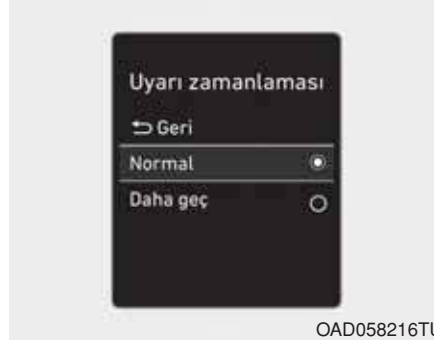 Uyarı zamanlaması
Geri
Normal
Daha geç
OAD058216TU